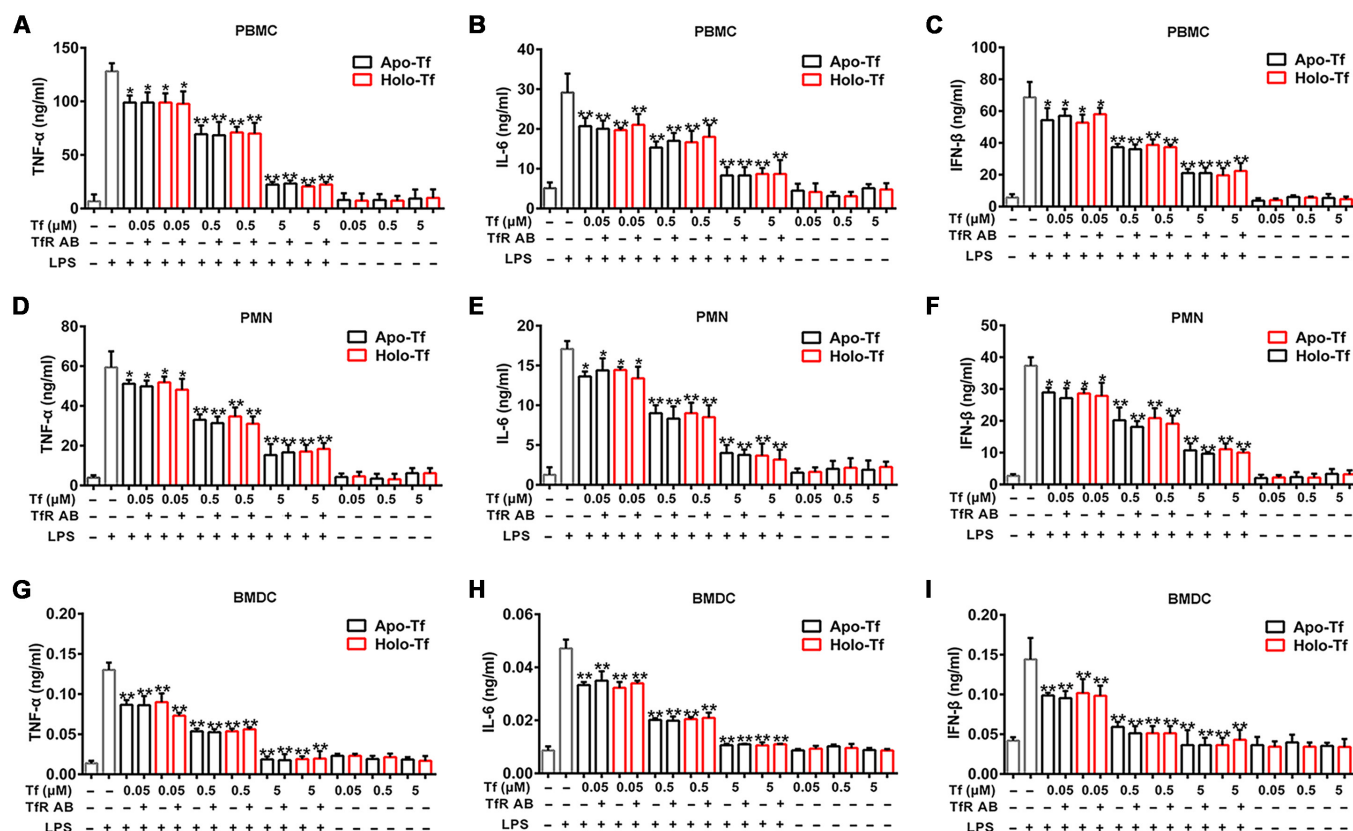 A
PBMC
TNF-α (ng/ml)
150
100
50
0
Apo-Tf
Holo-Tf
* * * * ** ** ** ** ** ** ** **
Tf (µM) − − 0.05 0.05 0.5 0.5 5 5 0.05 0.5 5
TfR AB − − + + + + + + − − − − − −
LPS − + + + + + + + + + + + + + − − − − − −
B
PBMC
IL-6 (ng/ml)
40
30
20
10
0
Apo-Tf
Holo-Tf
** ** ** ** ** ** ** ** ** ** ** **
Tf (µM) − − 0.05 0.05 0.5 0.5 5 5 0.05 0.5 5
TfR AB − − + + + + + + − − − − − −
LPS − + + + + + + + + + + + + + − − − − − −
C
PBMC
IFN-β (ng/ml)
100
80
60
40
20
0
Apo-Tf
Holo-Tf
* * * * ** ** ** ** ** ** ** **
Tf (µM) − − 0.05 0.05 0.5 0.5 5 5 0.05 0.5 5
TfR AB − − + + + + + + − − − − − −
LPS − + + + + + + + + + + + + + − − − − − −
D
PMN
TNF-α (ng/ml)
80
60
40
20
0
Apo-Tf
Holo-Tf
* * * * ** ** ** ** ** ** ** **
Tf (µM) − − 0.05 0.05 0.5 0.5 5 5 0.05 0.5 5
TfR AB − − + + + + + + − − − − − −
LPS − + + + + + + + + + + + + + − − − − − −
E
PMN
IL-6 (ng/ml)
20
15
10
5
0
Apo-Tf
Holo-Tf
* * * * ** ** ** ** ** ** ** **
Tf (µM) − − 0.05 0.05 0.5 0.5 5 5 0.05 0.5 5
TfR AB − − + + + + + + − − − − − −
LPS − + + + + + + + + + + + + + − − − − − −
F
PMN
IFN-β (ng/ml)
50
40
30
20
10
0
Apo-Tf
Holo-Tf
* * * * ** ** ** ** ** ** ** **
Tf (µM) − − 0.05 0.05 0.5 0.5 5 5 0.05 0.5 5
TfR AB − − + + + + + + − − − − − −
LPS − + + + + + + + + + + + + + − − − − − −
G
BMDC
TNF-α (ng/ml)
0.20
0.15
0.10
0.05
0.00
Apo-Tf
Holo-Tf
** ** ** ** ** ** ** ** ** ** ** **
Tf (µM) − − 0.05 0.05 0.5 0.5 5 5 0.05 0.5 5
TfR AB − − + + + + + + − − − − − −
LPS − + + + + + + + + + + + + + − − − − − −
H
BMDC
IL-6 (ng/ml)
0.06
0.04
0.02
0.00
Apo-Tf
Holo-Tf
** ** ** ** ** ** ** ** ** ** ** **
Tf (µM) − − 0.05 0.05 0.5 0.5 5 5 0.05 0.5 5
TfR AB − − + + + + + + − − − − − −
LPS − + + + + + + + + + + + + + − − − − − −
I
BMDC
IFN-β (ng/ml)
0.20
0.15
0.10
0.05
0.00
Apo-Tf
Holo-Tf
** ** ** ** ** ** ** ** ** ** ** **
Tf (µM) − − 0.05 0.05 0.5 0.5 5 5 0.05 0.5 5
TfR AB − − + + + + + + − − − − − −
LPS − + + + + + + + + + + + + + − − − − − −